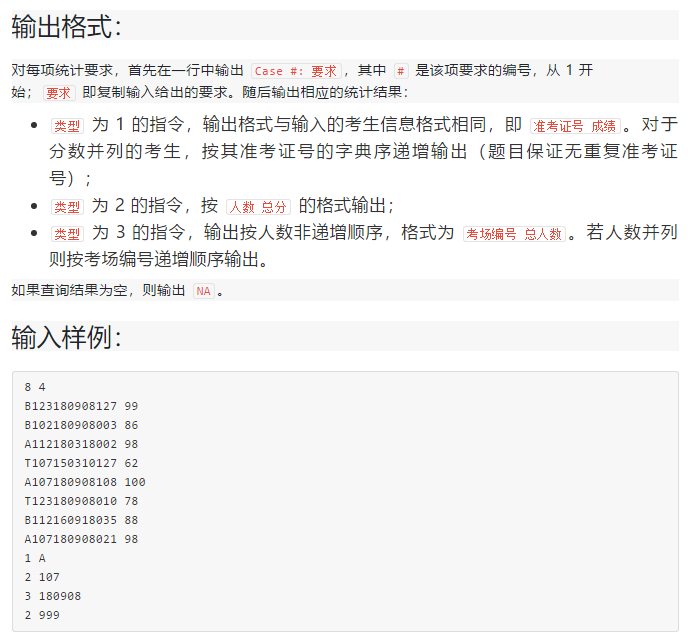 输出格式:
对每项统计要求，首先在一行中输出 Case #: 要求，其中 # 是该项要求的编号，从 1 开
始； 要求 即复制输入给出的要求。随后输出相应的统计结果：
• 类型 为 1 的指令，输出格式与输入的考生信息格式相同，即 准考证号 成绩。对于
分数并列的考生，按其准考证号的字典序递增输出（题目保证无重复准考证
号）；
• 类型 为 2 的指令，按 人数 总分 的格式输出；
• 类型 为 3 的指令，输出按人数非递增顺序，格式为 考场编号 总人数。若人数并列
则按考场编号递增顺序输出。
如果查询结果为空，则输出 NA。
输入样例:
8 4
B123180908127 99
B102180908003 86
A112180318002 98
T107150310127 62
A107180908108 100
T123180908010 78
B112160918035 88
A107180908021 98
1 A
2 107
3 180908
2 999